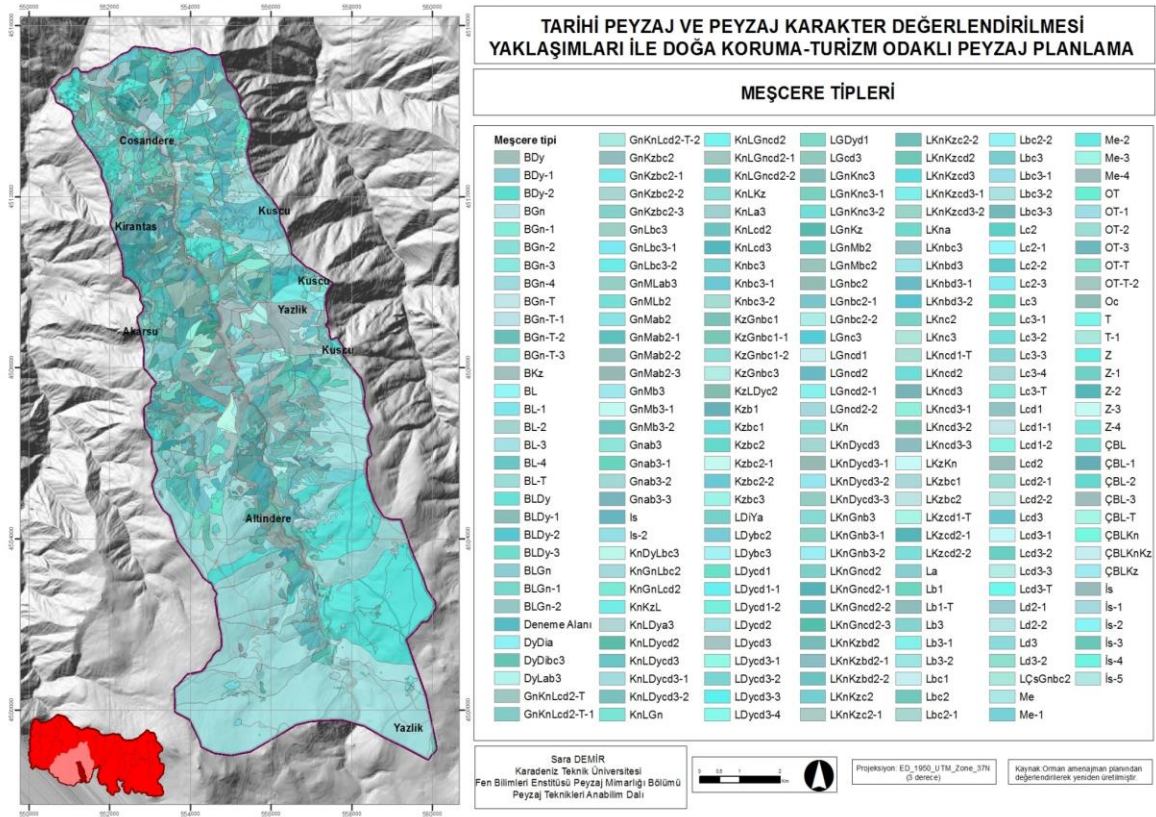 TARİHİ PEYZAJ VE PEYZAJ KARAKTER DEĞERLENDİRİLMESİ
YAKLAŞIMLARI İLE DOĞA KORUMA-TURİZM ODAKLI PEYZAJ PLANLAMA
MEŞCERE TİPLERİ
550000 552000 554000 556000 558000 560000
Cosandere
Kuscu
Kirantas
Kuscu
Yazlik
Akarsu
Kuscu
Altindere
Yazlik
550000 552000 554000 556000 558000 560000
Meşcere tipi
BDy
BDy-1
BDy-2
BGn
BGn-1
BGn-2
BGn-3
BGn-4
BGn-T
BGn-T-1
BGn-T-2
BGn-T-3
BKz
BL
BL-1
BL-2
BL-3
BL-4
BL-T
BLDy
BLDy-1
BLDy-2
BLDy-3
BLGn
BLGn-1
BLGn-2
Deneme Alanı
DyDia
DyDibc3
DyLab3
GnKnLcd2-T
GnKnLcd2-T-1
GnKnLcd2-T-2
GnKzbc2
GnKzbc2-1
GnKzbc2-2
GnKzbc2-3
GnLbc3
GnLbc3-1
GnLbc3-2
GnMLab3
GnMLb2
GnMab2
GnMab2-1
GnMab2-2
GnMab2-3
GnMb3
GnMb3-1
GnMb3-2
Gnab3
Gnab3-1
Gnab3-2
Gnab3-3
Is
Is-2
KnDyLbc3
KnGnLbc2
KnGnLcd2
KnKzL
KnLDya3
KnLDycd2
KnLDycd3
KnLDycd3-1
KnLDycd3-2
KnLGn
KnLGncd2
KnLGncd2-1
KnLGncd2-2
KnLKz
KnLa3
KnLcd2
KnLcd3
Knbc3
Knbc3-1
Knbc3-2
KzGnbc1
KzGnbc1-1
KzGnbc1-2
KzGnbc3
KzLDyc2
Kzb1
Kzbc1
Kzbc2
Kzbc2-1
Kzbc2-2
Kzbc3
LDiYa
LDybc2
LDybc3
LDycd1
LDycd1-1
LDycd1-2
LDycd2
LDycd3
LDycd3-1
LDycd3-2
LDycd3-3
LDycd3-4
LGDyd1
LGcd3
LGnKnc3
LGnKnc3-1
LGnKnc3-2
LGnKz
LGnMb2
LGnMbc2
LGnbc2
LGnbc2-1
LGnbc2-2
LGnc3
LGncd1
LGncd2
LGncd2-1
LGncd2-2
LKn
LKnDycd3
LKnDycd3-1
LKnDycd3-2
LKnDycd3-3
LKnGnb3
LKnGnb3-1
LKnGnb3-2
LKnGncd2
LKnGncd2-1
LKnGncd2-2
LKnGncd2-3
LKnKzbd2
LKnKzbd2-1
LKnKzbd2-2
LKnKzc2
LKnKzc2-1
LKnKzc2-2
LKnKzcd2
LKnKzcd3
LKnKzcd3-1
LKnKzcd3-2
LKna
LKnbc3
LKnbd3
LKnbd3-1
LKnbd3-2
LKnc2
LKnc3
LKncd1-T
LKncd2
LKncd3
LKncd3-1
LKncd3-2
LKncd3-3
LKzKn
LKzbc1
LKzbc2
LKzcd1-T
LKzcd2-1
LKzcd2-2
La
Lb1
Lb1-T
Lb3
Lb3-1
Lb3-2
Lbc1
Lbc2
Lbc2-1
Lbc2-2
Lbc3
Lbc3-1
Lbc3-2
Lbc3-3
Lc2
Lc2-1
Lc2-2
Lc2-3
Lc3
Lc3-1
Lc3-2
Lc3-3
Lc3-4
Lc3-T
Lcd1
Lcd1-1
Lcd1-2
Lcd2
Lcd2-1
Lcd2-2
Lcd3
Lcd3-1
Lcd3-2
Lcd3-3
Lcd3-T
Ld2-1
Ld2-2
Ld3
Ld3-2
LÇsGnbc2
Me
Me-1
Me-2
Me-3
Me-4
OT
OT-1
OT-2
OT-3
OT-T
OT-T-2
Oc
T
T-1
Z
Z-1
Z-2
Z-3
Z-4
ÇBL
ÇBL-1
ÇBL-2
ÇBL-3
ÇBL-T
ÇBLKn
ÇBLKnKz
ÇBLKz
İs
İs-1
İs-2
İs-3
İs-4
İs-5
Sara DEMİR
Karadeniz Teknik Üniversitesi
Fen Bilimleri Enstitüsü Peyzaj Mimarlığı Bölümü
Peyzaj Teknikleri Anabilim Dalı
Projeksiyon: ED_1950_UTM_Zone_37N
(3 derece)
Kaynak:Orman amenajman planından
değerlendirilerek yeniden üretilmiştir.